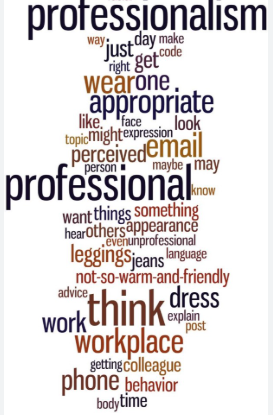 professionalism
way just day make
code
right get
wear one
appropriate
like face look
topic might expression email
perceived maybe may
person
professional know
want things something
hear others appearance
even unprofessional
leggings jeans language
not-so-warm-and-friendly
advice think dress
work explain
post
workplace
getting colleague
phone behavior
body time